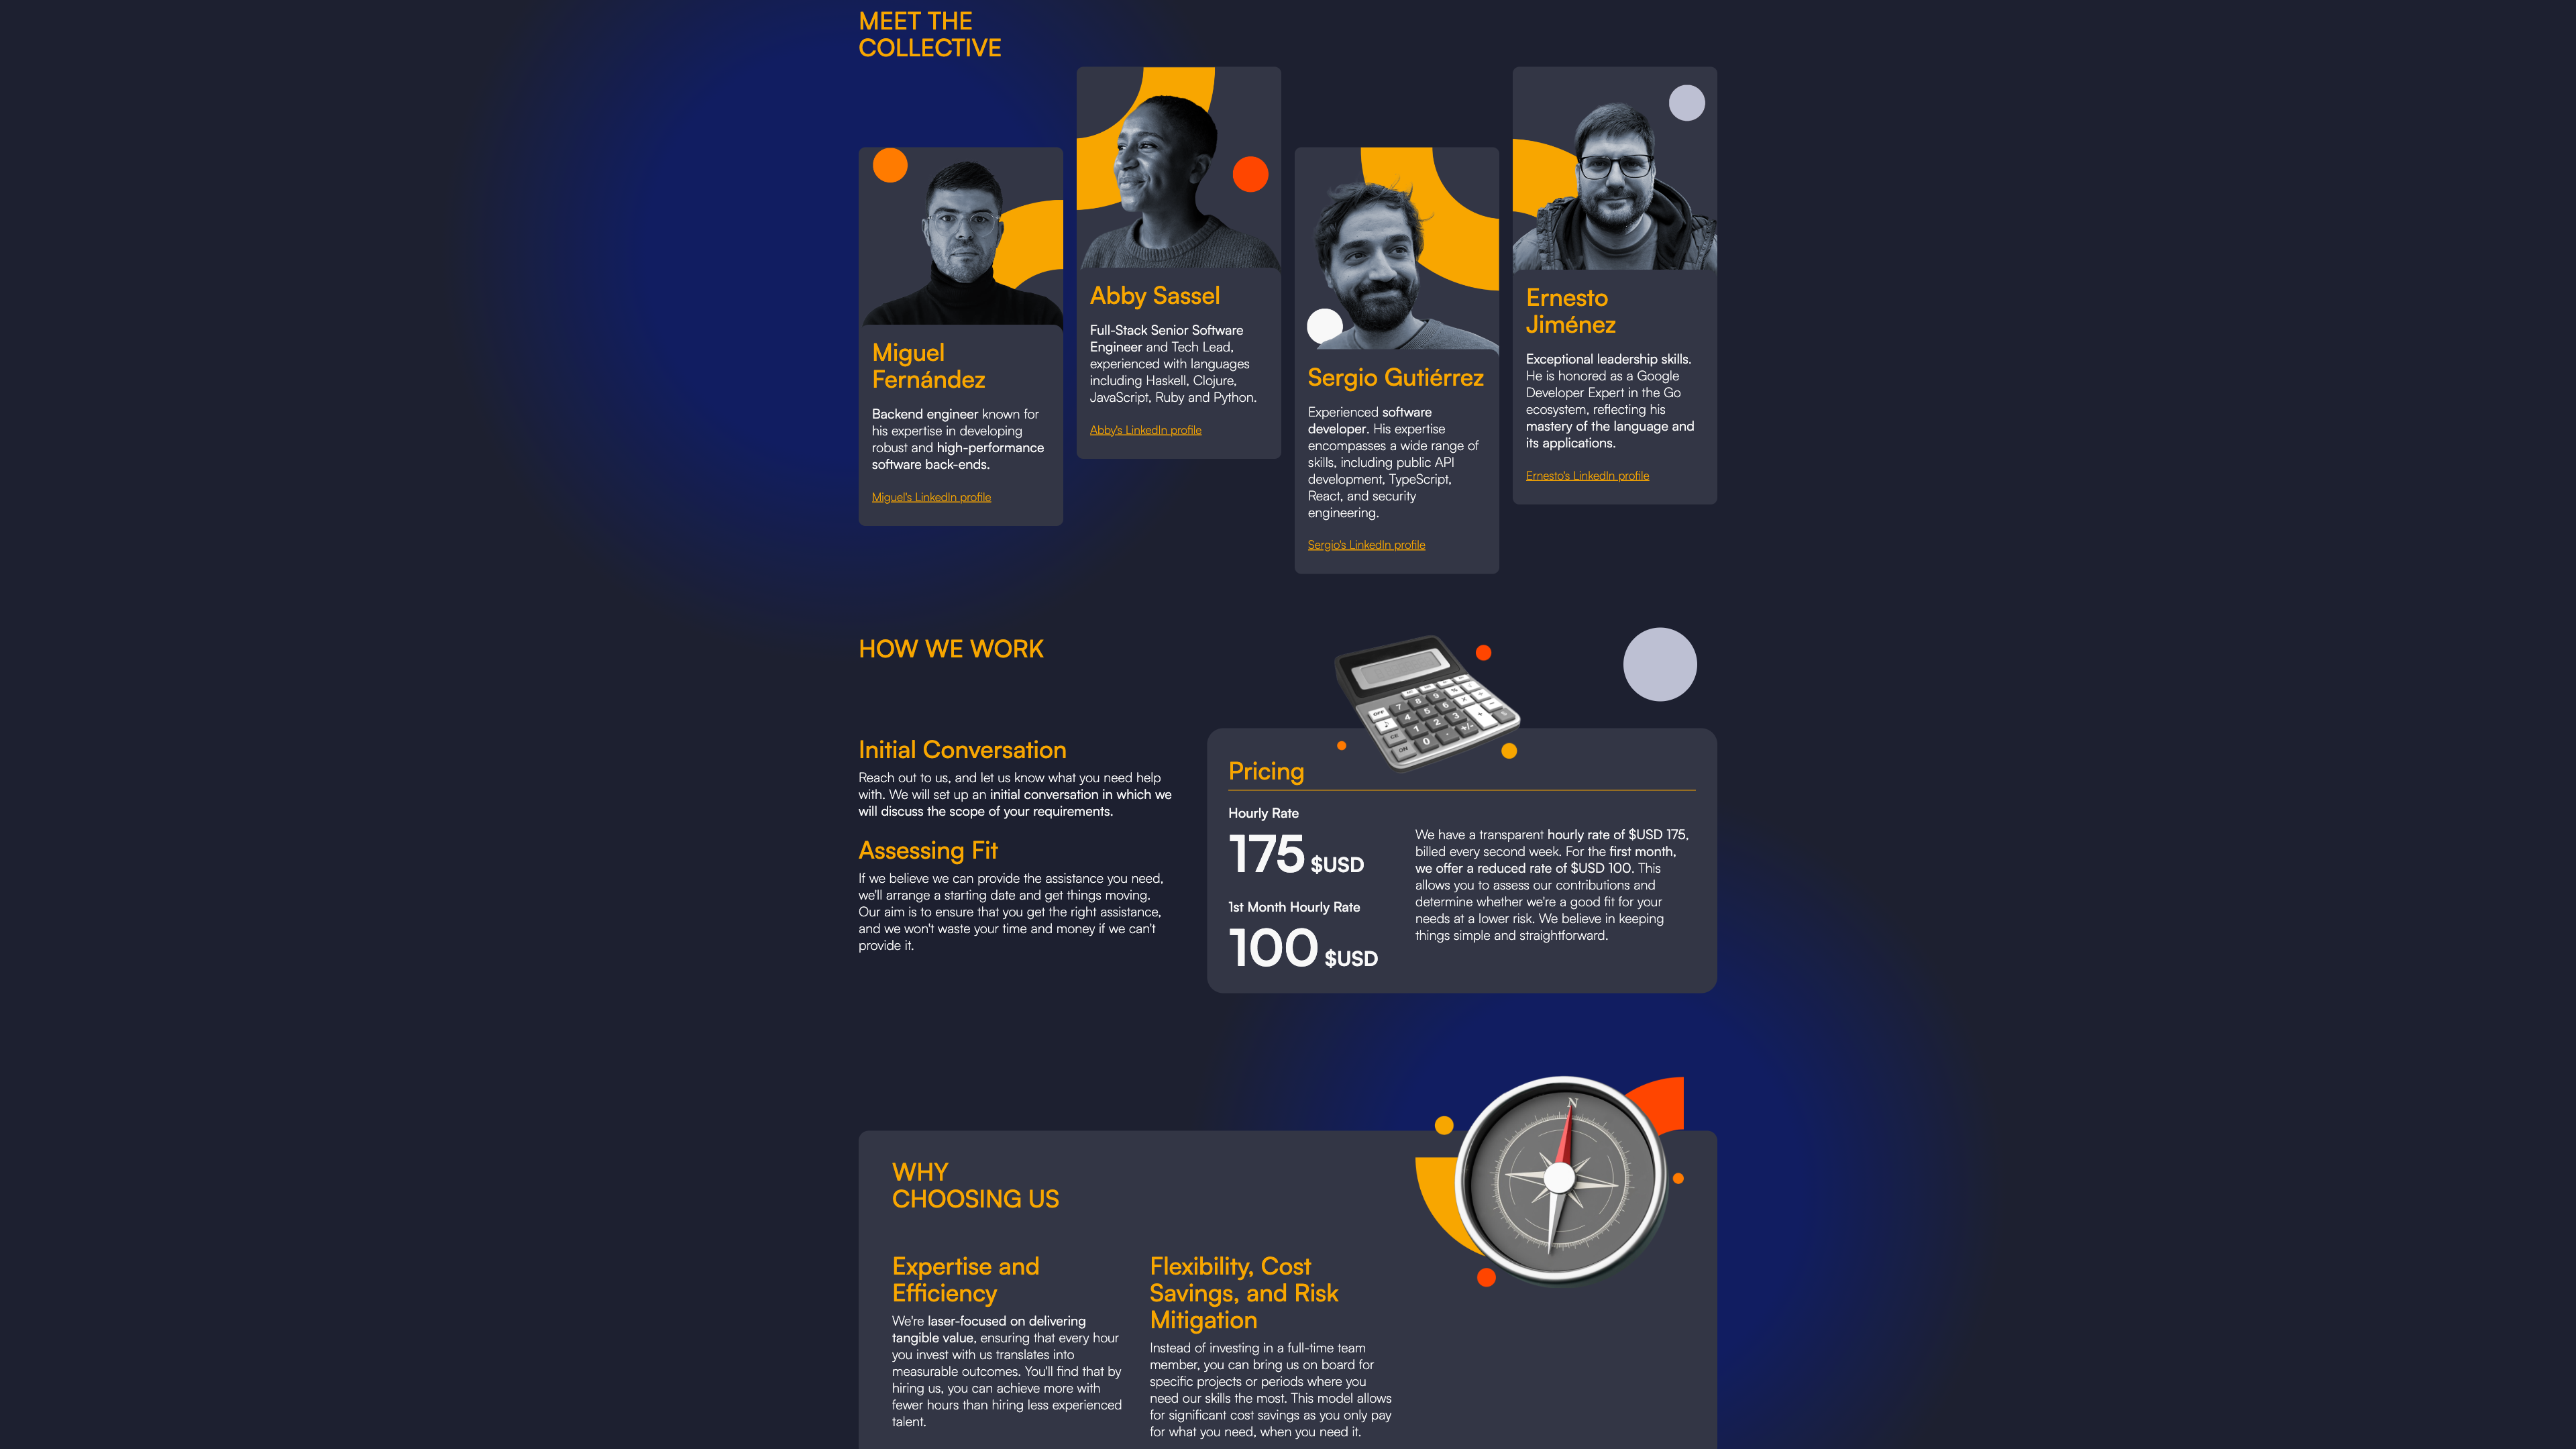 MEET THE
COLLECTIVE
Miguel
Fernández
Backend engineer known for
his expertise in developing
robust and high-performance
software back-ends.
Miguel's LinkedIn profile
Abby Sassel
Full-Stack Senior Software
Engineer and Tech Lead,
experienced with languages
including Haskell, Clojure,
JavaScript, Ruby and Python.
Abby's LinkedIn profile
Sergio Gutiérrez
Experienced software
developer. His expertise
encompasses a wide range of
skills, including public API
development, TypeScript,
React, and security
engineering.
Sergio's LinkedIn profile
Ernesto
Jiménez
Exceptional leadership skills.
He is honored as a Google
Developer Expert in the Go
ecosystem, reflecting his
mastery of the language and
its applications.
Ernesto's LinkedIn profile
HOW WE WORK
Initial Conversation
Reach out to us, and let us know what you need help
with. We will set up an initial conversation in which we
will discuss the scope of your requirements.
Assessing Fit
If we believe we can provide the assistance you need,
we'll arrange a starting date and get things moving.
Our aim is to ensure that you get the right assistance,
and we won't waste your time and money if we can't
provide it.
Pricing
Hourly Rate
175 $USD
1st Month Hourly Rate
100 $USD
We have a transparent hourly rate of $USD 175,
billed every second week. For the first month,
we offer a reduced rate of $USD 100. This
allows you to assess our contributions and
determine whether we're a good fit for your
needs at a lower risk. We believe in keeping
things simple and straightforward.
N
WHY
CHOOSING US
Expertise and
Efficiency
We're laser-focused on delivering
tangible value, ensuring that every hour
you invest with us translates into
measurable outcomes. You'll find that by
hiring us, you can achieve more with
fewer hours than hiring less experienced
talent.
Flexibility, Cost
Savings, and Risk
Mitigation
Instead of investing in a full-time team
member, you can bring us on board for
specific projects or periods where you
need our skills the most. This model allows
for significant cost savings as you only pay
for what you need, when you need it.